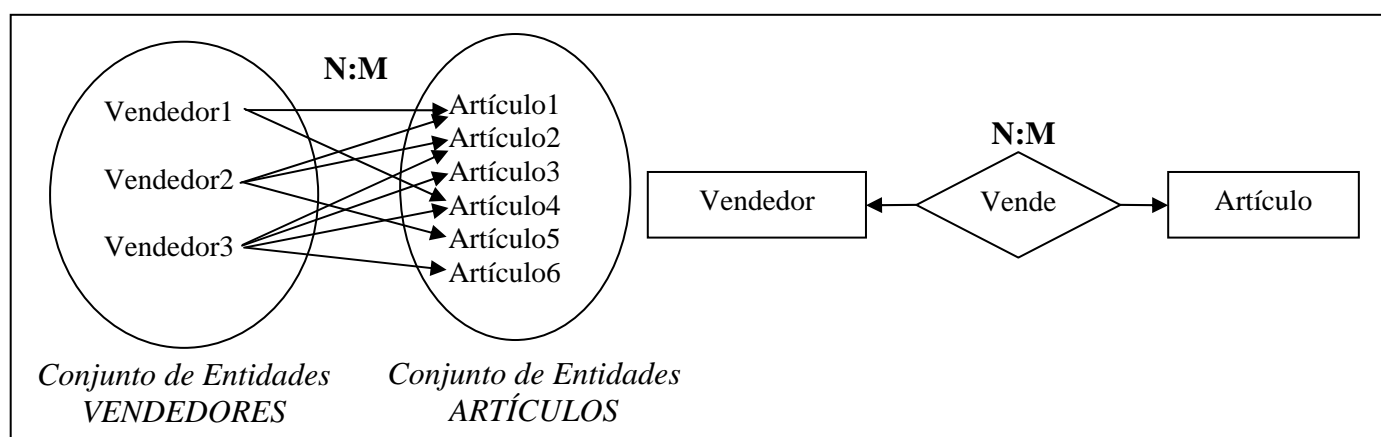 N:M
Vendedor1
Vendedor2
Vendedor3
Artículo1
Artículo2
Artículo3
Artículo4
Artículo5
Artículo6
Conjunto de Entidades
VENDEDORES
Conjunto de Entidades
ARTÍCULOS
N:M
Vendedor
Vende
Artículo